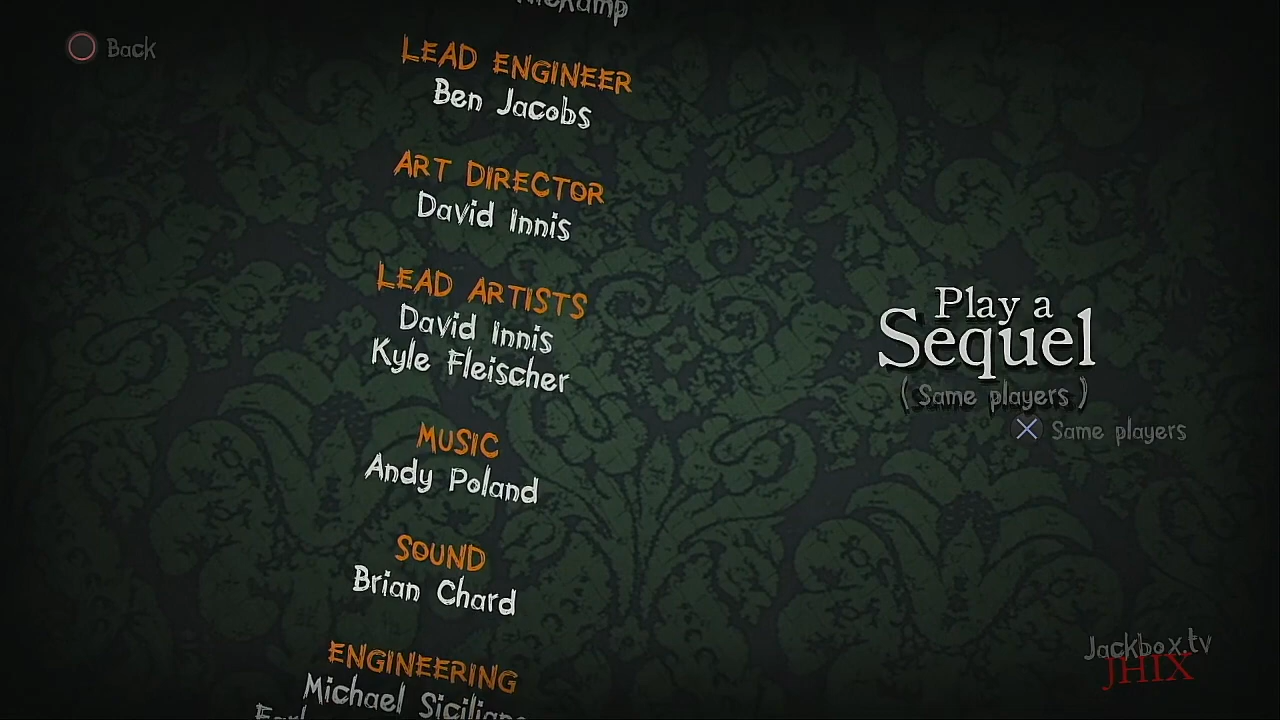 Back
LEAD ENGINEER
Ben Jacobs
ART DIRECTOR
David Innis
LEAD ARTISTS
David Innis
Kyle Fleischer
MUSIC
Andy Poland
SOUND
Brian Chard
ENGINEERING
Michael
Play a
Sequel
( Same players )
Same players
Jackbox.tv
JHIX